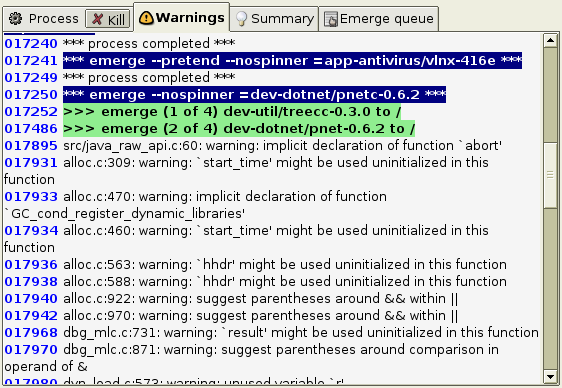 Process Kill Warnings Summary Emerge queue
017240 *** process completed ***
017241 *** emerge --pretend --nospinner =app-antivirus/vlnx-416e ***
017249 *** process completed ***
017250 *** emerge --nospinner =dev-dotnet/pnetc-0.6.2 ***
017252 >>> emerge (1 of 4) dev-util/treecc-0.3.0 to /
017486 >>> emerge (2 of 4) dev-dotnet/pnet-0.6.2 to /
017895 src/java_raw_api.c:60: warning: implicit declaration of function `abort'
017931 alloc.c:309: warning: `start_time' might be used uninitialized in this
function
017933 alloc.c:470: warning: implicit declaration of function
`GC_cond_register_dynamic_libraries'
017934 alloc.c:460: warning: `start_time' might be used uninitialized in this
function
017936 alloc.c:563: warning: `hhdr' might be used uninitialized in this function
017938 alloc.c:588: warning: `hhdr' might be used uninitialized in this function
017940 alloc.c:922: warning: suggest parentheses around && within ||
017942 alloc.c:970: warning: suggest parentheses around && within ||
017968 dbg_mlc.c:731: warning: `result' might be used uninitialized in this function
017970 dbg_mlc.c:871: warning: suggest parentheses around comparison in
operand of &
017980 dyn_load.c:573: warning: unused variable `r'